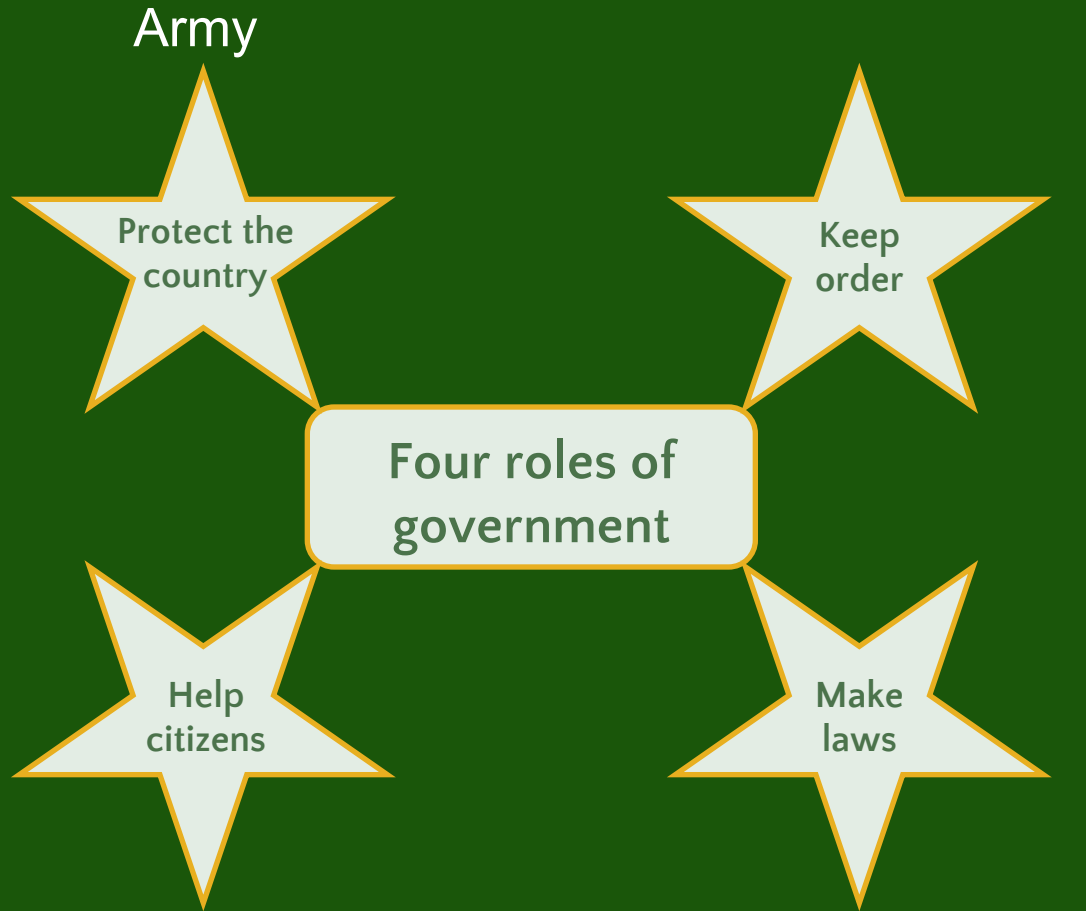 Army
Protect the
country
Keep
order
Four roles of
government
Help
citizens
Make
laws